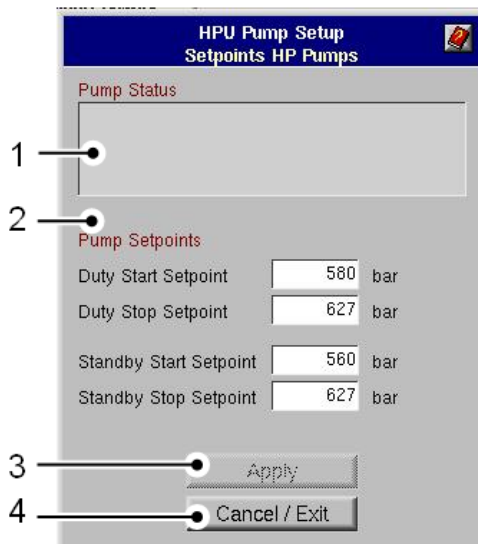 HPU Pump Setup
Setpoints HP Pumps
Pump Status
1
2
Pump Setpoints
Duty Start Setpoint 580 bar
Duty Stop Setpoint 627 bar
Standby Start Setpoint 560 bar
Standby Stop Setpoint 627 bar
3 Apply
4 Cancel / Exit